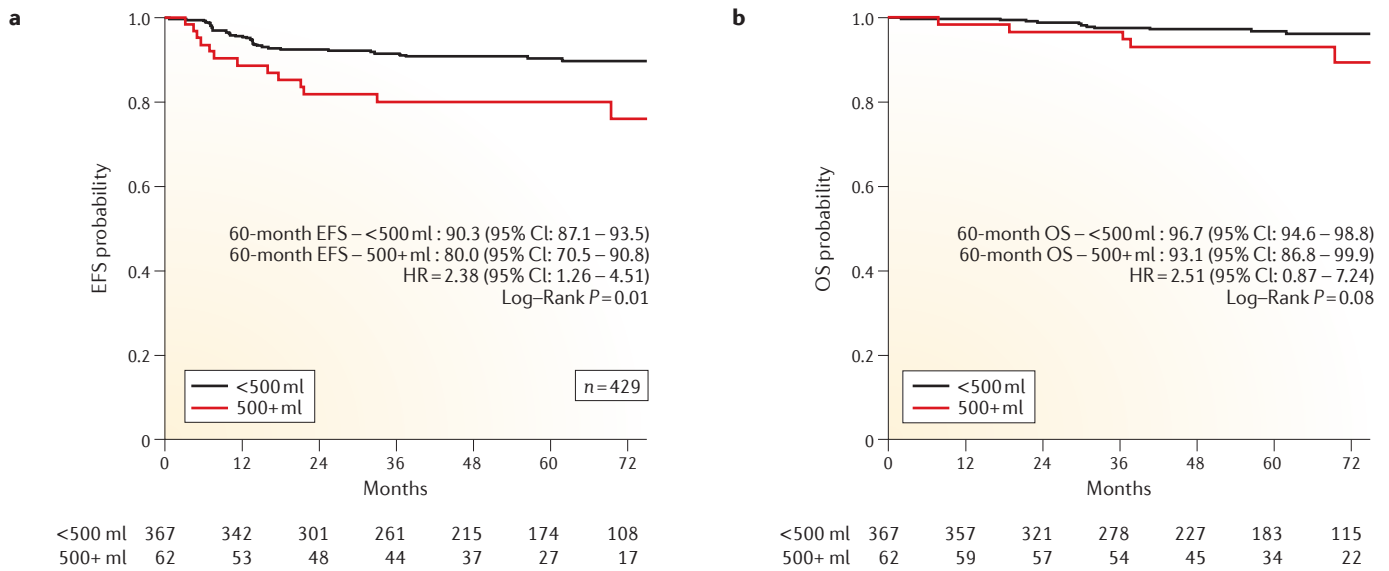 a
1.0
0.8
0.6
0.4
0.2
0
EFS probability
60-month EFS – <500 ml : 90.3 (95% CI: 87.1 – 93.5)
60-month EFS – 500+ ml : 80.0 (95% CI: 70.5 – 90.8)
HR = 2.38 (95% CI: 1.26 – 4.51)
Log–Rank P = 0.01
<500 ml
500+ ml
n = 429
0 12 24 36 48 60 72
Months
<500 ml 367 342 301 261 215 174 108
500+ ml 62 53 48 44 37 27 17
b
1.0
0.8
0.6
0.4
0.2
0
OS probability
60-month OS – <500 ml : 96.7 (95% CI: 94.6 – 98.8)
60-month OS – 500+ ml : 93.1 (95% CI: 86.8 – 99.9)
HR = 2.51 (95% CI: 0.87 – 7.24)
Log–Rank P = 0.08
<500 ml
500+ ml
0 12 24 36 48 60 72
Months
<500 ml 367 357 321 278 227 183 115
500+ ml 62 59 57 54 45 34 22